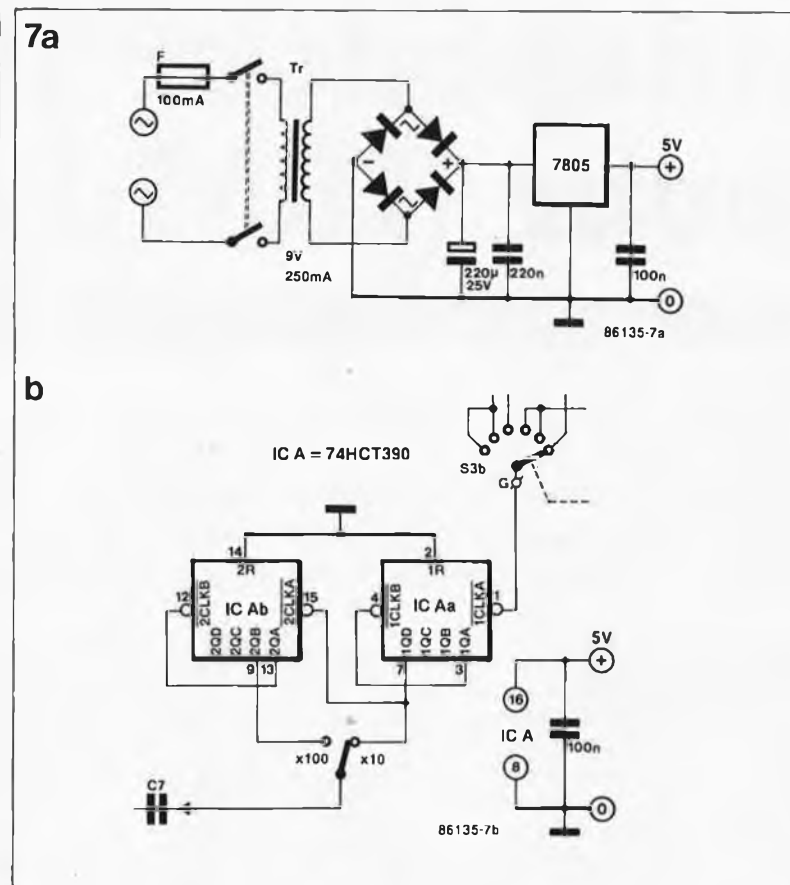 7a
F
100mA
Tr
9V
250mA
−
+
7805
220µ
25V
220n
100n
5V
+
0
86135-7a
b
IC A = 74HCT390
S3b
G
14
2R
12
2CLKB
IC Ab
2CLKA
15
2QD
2QC
2QB
2QA
9
13
2
1R
4
1CLKB
IC Aa
1CLKA
1
1QD
1QC
1QB
1QA
7
3
x100
x10
C7
5V
+
16
IC A
8
100n
0
86135-7b